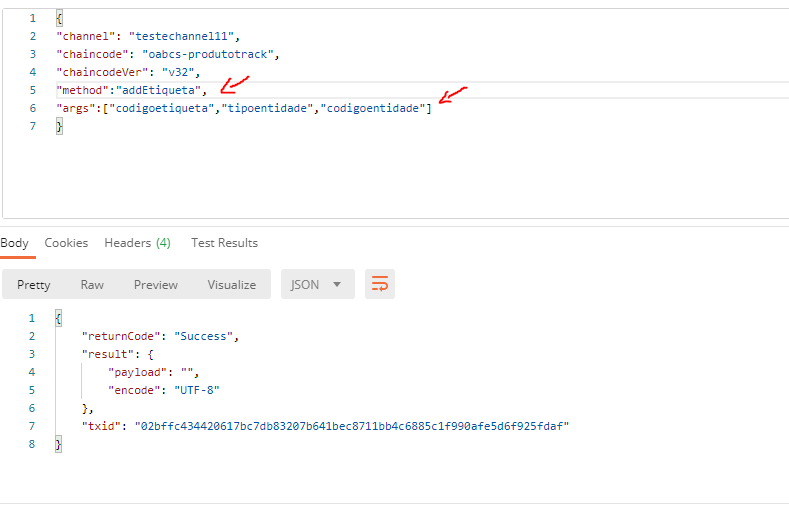 1 {
2 "channel": "testechannel11",
3 "chaincode": "oabcs-produtotrack",
4 "chaincodeVer": "v32",
5 "method":"addEtiqueta",
6 "args":["codigoetiqueta","tipoentidade","codigoentidade"]
7 }
Body Cookies Headers (4) Test Results
Pretty Raw Preview Visualize JSON
1 {
2 "returnCode": "Success",
3 "result": {
4 "payload": "",
5 "encode": "UTF-8"
6 },
7 "txid": "02bffc434420617bc7db83207b641bec8711bb4c6885c1f990afe5d6f925fdaf"
8 }